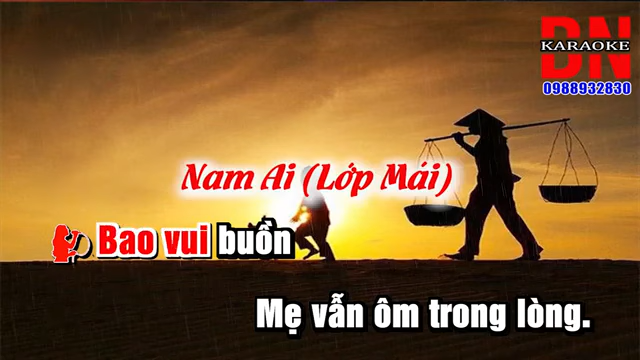 DN
KARAOKE
0988932830
Nam Ai (Lớp Mái)
Bao vui buồn
Mẹ vẫn ôm trong lòng.